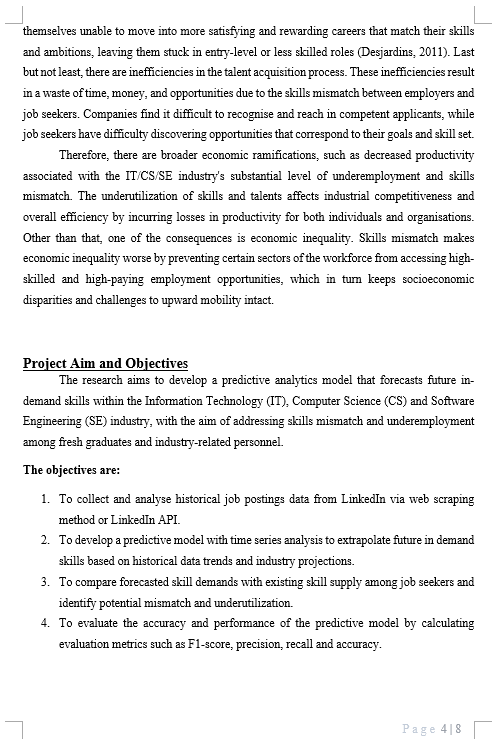 themselves unable to move into more satisfying and rewarding careers that match their skills
and ambitions, leaving them stuck in entry-level or less skilled roles (Desjardins, 2011). Last
but not least, there are inefficiencies in the talent acquisition process. These inefficiencies result
in a waste of time, money, and opportunities due to the skills mismatch between employers and
job seekers. Companies find it difficult to recognise and reach in competent applicants, while
job seekers have difficulty discovering opportunities that correspond to their goals and skill set.
Therefore, there are broader economic ramifications, such as decreased productivity
associated with the IT/CS/SE industry's substantial level of underemployment and skills
mismatch. The underutilization of skills and talents affects industrial competitiveness and
overall efficiency by incurring losses in productivity for both individuals and organisations.
Other than that, one of the consequences is economic inequality. Skills mismatch makes
economic inequality worse by preventing certain sectors of the workforce from accessing high-
skilled and high-paying employment opportunities, which in turn keeps socioeconomic
disparities and challenges to upward mobility intact.
Project Aim and Objectives
The research aims to develop a predictive analytics model that forecasts future in-
demand skills within the Information Technology (IT), Computer Science (CS) and Software
Engineering (SE) industry, with the aim of addressing skills mismatch and underemployment
among fresh graduates and industry-related personnel.
The objectives are:
1. To collect and analyse historical job postings data from LinkedIn via web scraping
method or LinkedIn API.
2. To develop a predictive model with time series analysis to extrapolate future in demand
skills based on historical data trends and industry projections.
3. To compare forecasted skill demands with existing skill supply among job seekers and
identify potential mismatch and underutilization.
4. To evaluate the accuracy and performance of the predictive model by calculating
evaluation metrics such as F1-score, precision, recall and accuracy.
Page 4|8